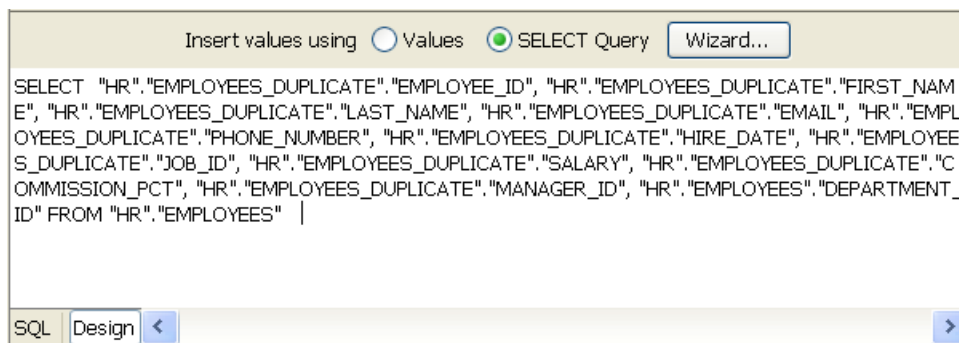 Insert values using Values SELECT Query Wizard...
SELECT "HR"."EMPLOYEES_DUPLICATE"."EMPLOYEE_ID", "HR"."EMPLOYEES_DUPLICATE"."FIRST_NAM
E", "HR"."EMPLOYEES_DUPLICATE"."LAST_NAME", "HR"."EMPLOYEES_DUPLICATE"."EMAIL", "HR"."EMPL
OYEES_DUPLICATE"."PHONE_NUMBER", "HR"."EMPLOYEES_DUPLICATE"."HIRE_DATE", "HR"."EMPLOYEE
S_DUPLICATE"."JOB_ID", "HR"."EMPLOYEES_DUPLICATE"."SALARY", "HR"."EMPLOYEES_DUPLICATE"."C
OMMISSION_PCT", "HR"."EMPLOYEES_DUPLICATE"."MANAGER_ID", "HR"."EMPLOYEES"."DEPARTMENT_
ID" FROM "HR"."EMPLOYEES"
SQL Design